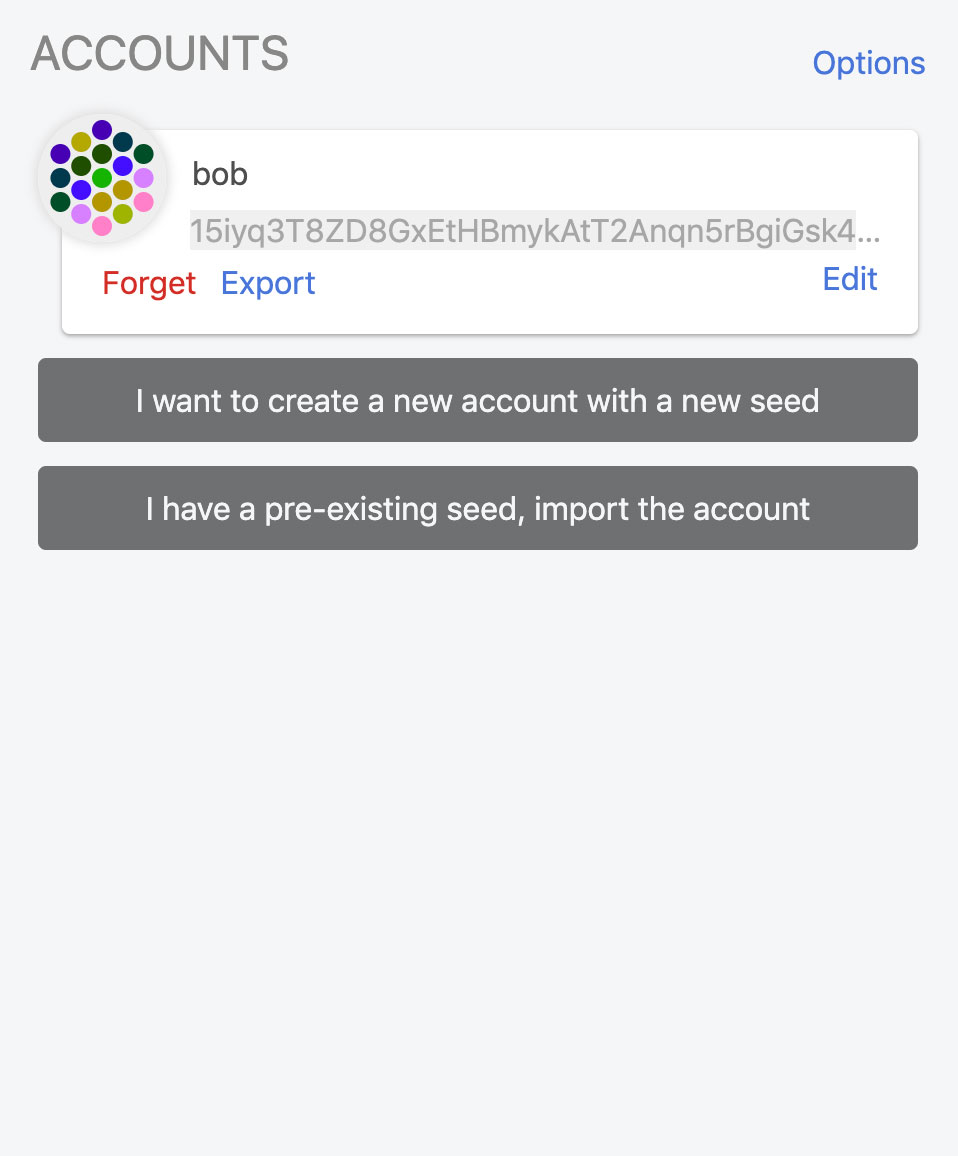 ACCOUNTS
Options
bob
15iyq3T8ZD8GxEtHBmykAtT2Anqn5rBgiGsk4...
Forget Export Edit
I want to create a new account with a new seed
I have a pre-existing seed, import the account